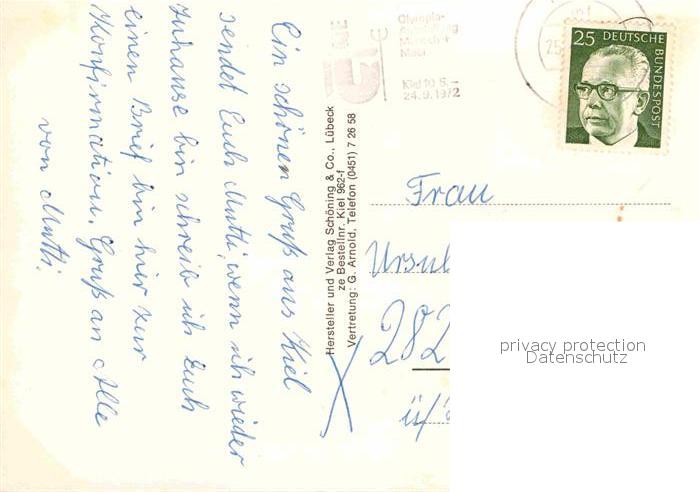 Ein schönen Gruß aus Kiel
sendet Euch Mutti, wenn ich wieder
zuhause bin schreib ich Euch
einen Brief bin hier zur
Konfirmation. Gruß an Alle
von Mutti.
Hersteller und Verlag Schöning & Co., Lübeck
ze Bestellnr. Kiel 962-f
Vertretung: G. Arnold, Telefon (0451) 7 26 58
Olympia-
Kiel 10 8.–
24.9.1972
25 DEUTSCHE
BUNDESPOST
Frau
Ursul
282
privacy protection
Datenschutz